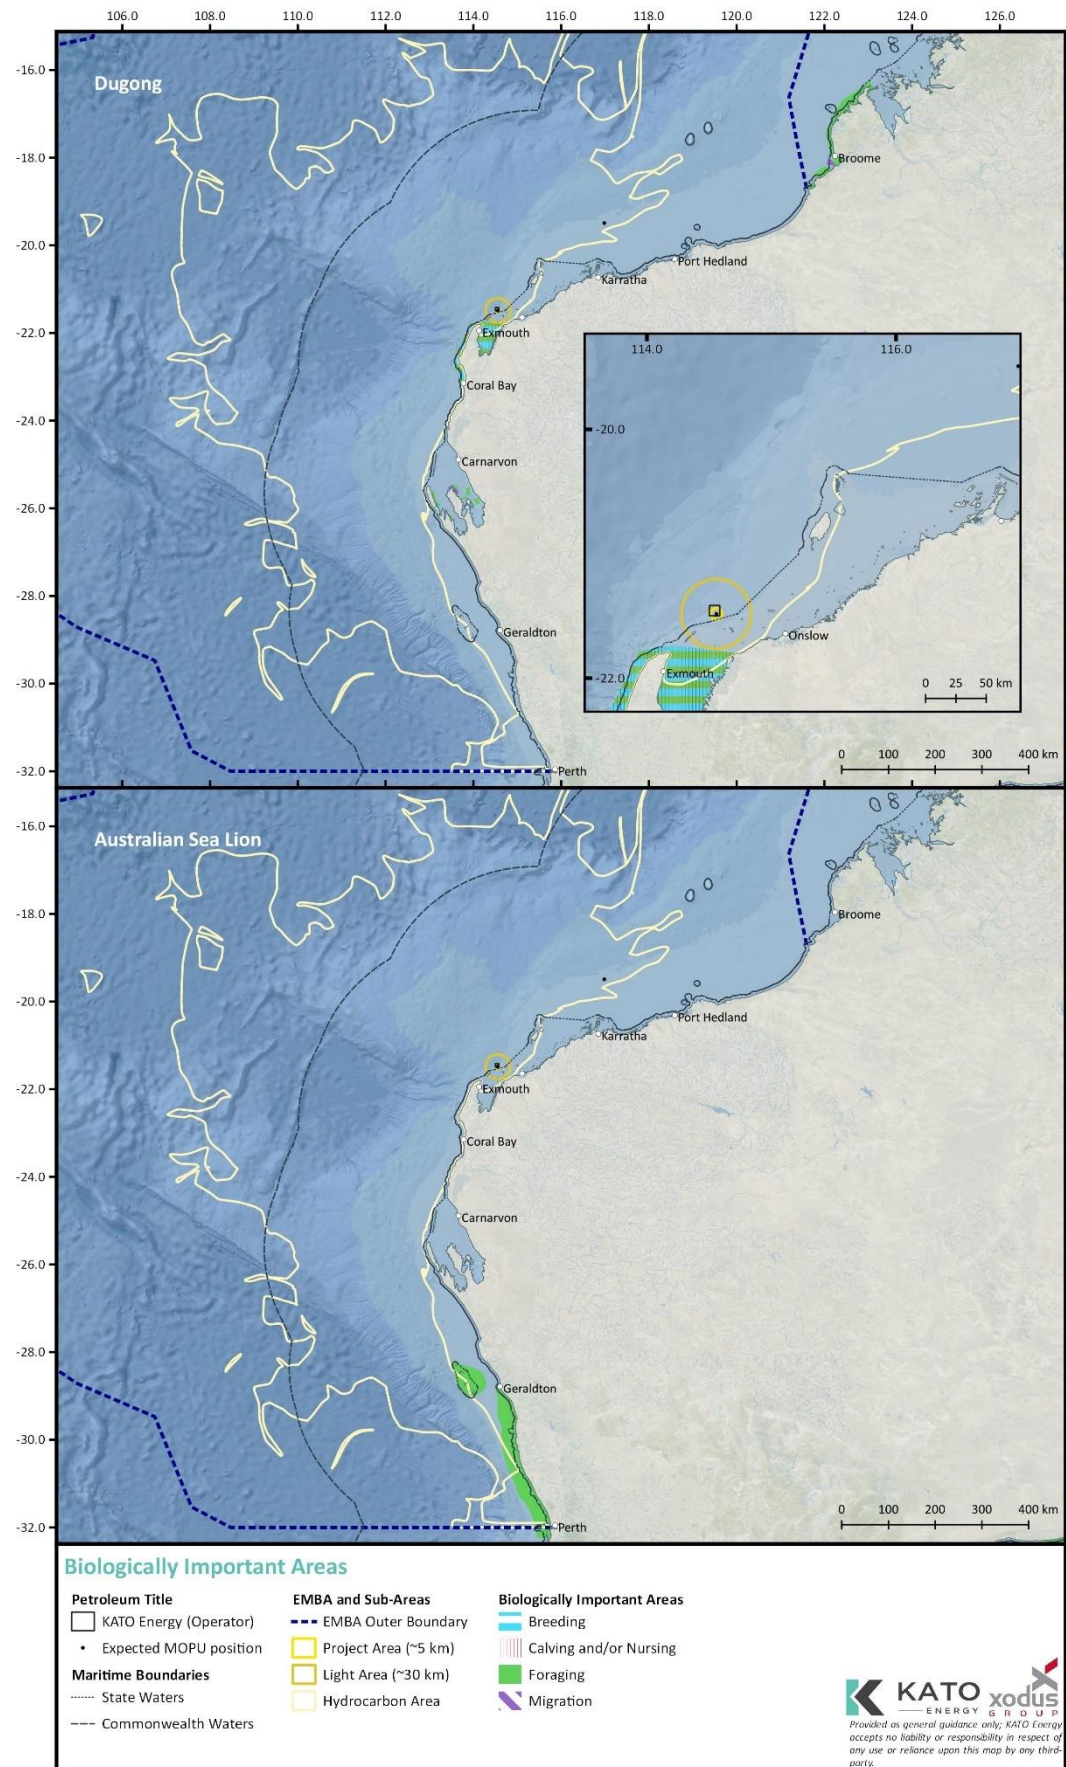 106.0 108.0 110.0 112.0 114.0 116.0 118.0 120.0 122.0 124.0 126.0
-16.0
Dugong
-18.0
Broome
-20.0
Port Hedland
Karratha
-22.0
Exmouth
Coral Bay
-24.0
Carnarvon
-26.0
-28.0
Geraldton
-30.0
-32.0
Perth
114.0 116.0
-20.0
Onslow
Exmouth
-22.0
0 25 50 km
0 100 200 300 400 km
-16.0
Australian Sea Lion
-18.0
Broome
-20.0
Port Hedland
Karratha
-22.0
Exmouth
Coral Bay
-24.0
Carnarvon
-26.0
-28.0
Geraldton
-30.0
-32.0
Perth
0 100 200 300 400 km
Biologically Important Areas
Petroleum Title
KATO Energy (Operator)
Expected MOPU position
Maritime Boundaries
State Waters
Commonwealth Waters
EMBA and Sub-Areas
EMBA Outer Boundary
Project Area (~5 km)
Light Area (~30 km)
Hydrocarbon Area
Biologically Important Areas
Breeding
Calving and/or Nursing
Foraging
Migration
KATO
ENERGY
xodus
GROUP
Provided as general guidance only; KATO Energy
accepts no liability or responsibility in respect of
any use or reliance upon this map by any third-
party.